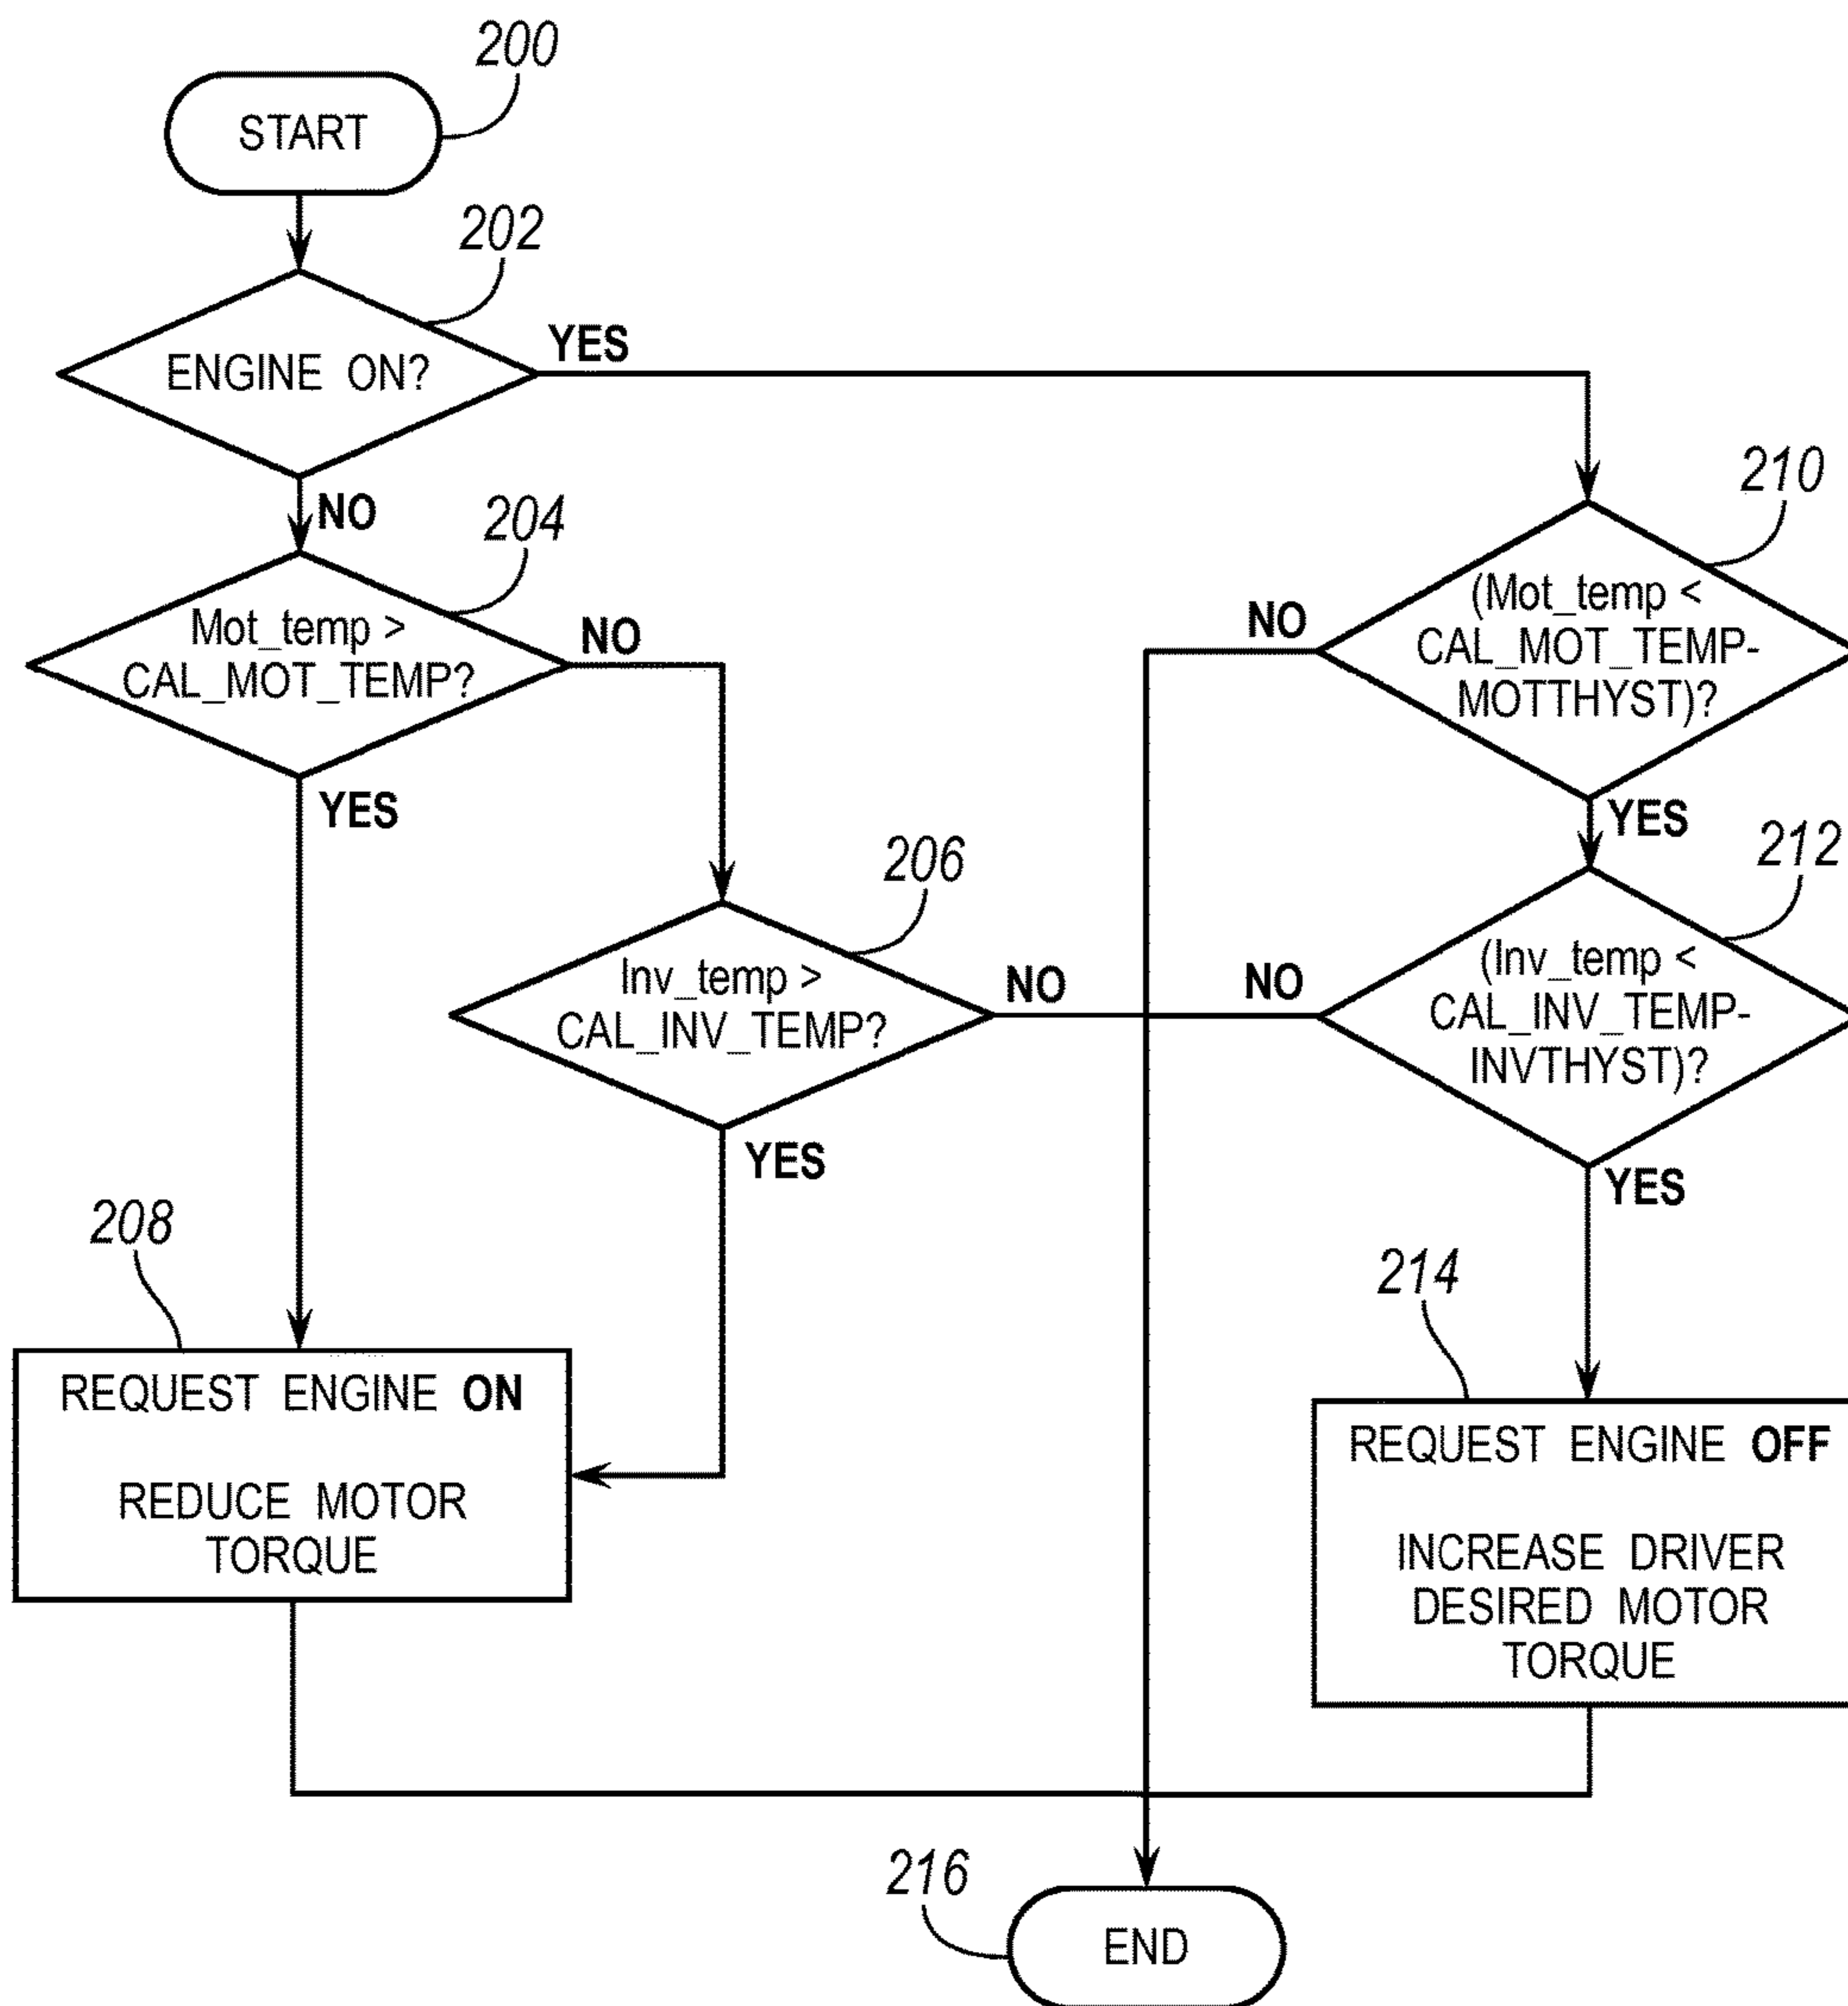 200
START
202
ENGINE ON?
YES
NO
204
Mot_temp >
CAL_MOT_TEMP?
NO
YES
210
(Mot_temp <
CAL_MOT_TEMP-
MOTTHYST)?
NO
YES
206
Inv_temp >
CAL_INV_TEMP?
NO
YES
212
(Inv_temp <
CAL_INV_TEMP-
INVTHYST)?
NO
YES
208
REQUEST ENGINE ON
REDUCE MOTOR
TORQUE
214
REQUEST ENGINE OFF
INCREASE DRIVER
DESIRED MOTOR
TORQUE
216
END